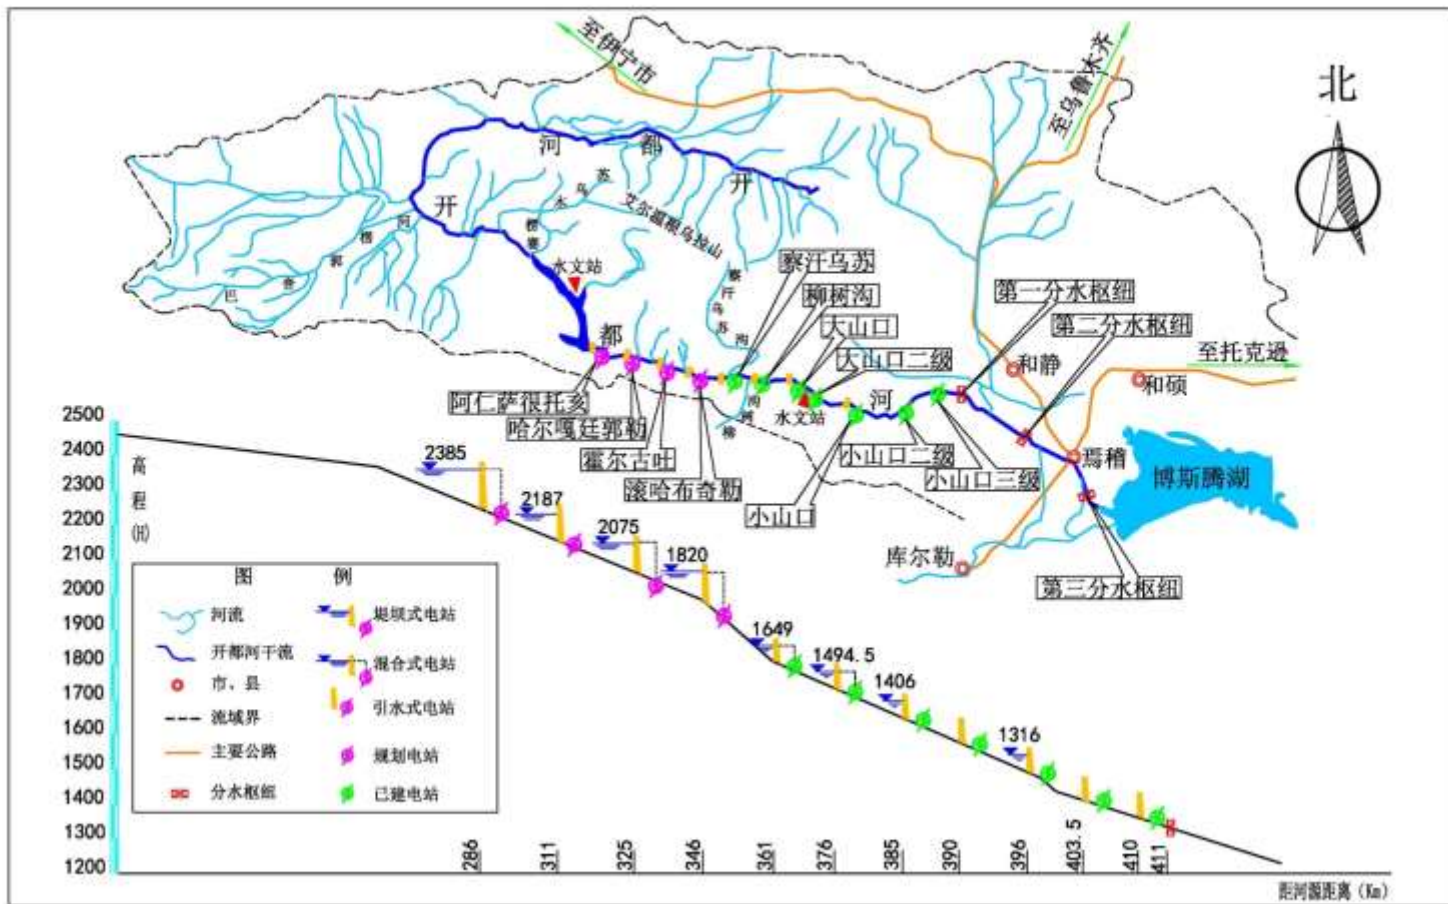 至伊宁市
至乌鲁木齐
北
河
都
开
开
苏
乌
木
艾尔温根乌拉山
楞
赛
河
楞
郭
鲁
巴
水文站
察
汗
乌
苏
沟
察汗乌苏
柳树沟
大山口
大山口二级
第一分水枢纽
第二分水枢纽
至托克逊
都
和静
和硕
河
阿仁萨很托亥
哈尔嘎廷郭勒
霍尔古吐
滚哈布奇勒
沟
树
柳
水文站
小山口
小山口二级
小山口三级
焉稽
博斯腾湖
库尔勒
第三分水枢纽
2500
2400
2300
2200
2100
2000
1900
1800
1700
1600
1500
1400
1300
1200
高
程
(H)
2385
2187
2075
1820
1649
1494.5
1406
1316
图 例
河流
开都河干流
市、县
流域界
主要公路
分水枢纽
堤坝式电站
混合式电站
引水式电站
规划电站
已建电站
286
311
325
346
361
376
385
390
396
403.5
410
411
距河源距离(Km)